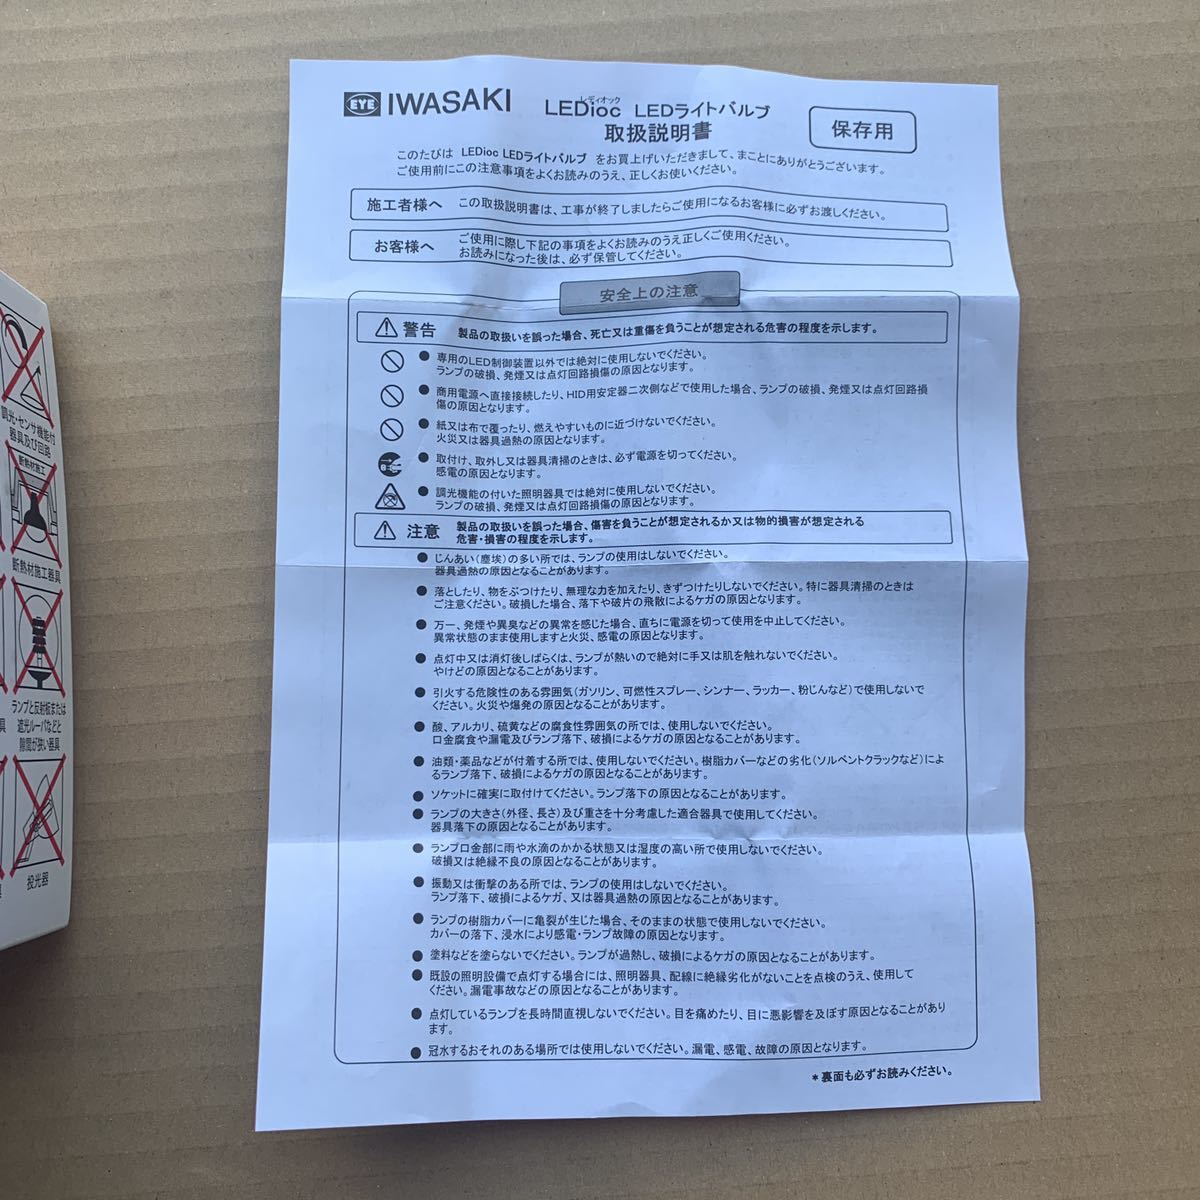 EYE IWASAKI
レディオック
LEDioc LEDライトバルブ
取扱説明書
保存用
このたびは LEDioc LEDライトバルブ をお買上げいただきまして、まことにありがとうございます。
ご使用前にこの注意事項をよくお読みのうえ、正しくお使いください。
施工者様へ この取扱説明書は、工事が終了しましたらご使用になるお客様に必ずお渡しください。
お客様へ ご使用に際し下記の事項をよくお読みのうえ正しくご使用ください。
お読みになった後は、必ず保管してください。
安全上の注意
警告 製品の取扱いを誤った場合、死亡又は重傷を負うことが想定される危害の程度を示します。
● 専用のLED制御装置以外では絶対に使用しないでください。
ランプの破損、発煙又は点灯回路損傷の原因となります。
● 商用電源へ直接接続したり、HID用安定器二次側などで使用した場合、ランプの破損、発煙又は点灯回路損
傷の原因となります。
● 紙又は布で覆ったり、燃えやすいものに近づけないでください。
火災又は器具過熱の原因となります。
● 取付け、取外し又は器具清掃のときは、必ず電源を切ってください。
感電の原因となります。
● 調光機能の付いた照明器具では絶対に使用しないでください。
ランプの破損、発煙又は点灯回路損傷の原因となります。
注意 製品の取扱いを誤った場合、傷害を負うことが想定されるか又は物的損害が想定される
危害・損害の程度を示します。
● じんあい(塵埃)の多い所では、ランプの使用はしないでください。
器具過熱の原因となることがあります。
● 落としたり、物をぶつけたり、無理な力を加えたり、きずつけたりしないでください。特に器具清掃のときは
ご注意ください。破損した場合、落下や破片の飛散によるケガの原因となります。
● 万一、発煙や異臭などの異常を感じた場合、直ちに電源を切って使用を中止してください。
異常状態のまま使用しますと火災、感電の原因となります。
● 点灯中又は消灯後しばらくは、ランプが熱いので絶対に手又は肌を触れないでください。
やけどの原因となることがあります。
● 引火する危険性のある雰囲気(ガソリン、可燃性スプレー、シンナー、ラッカー、粉じんなど)で使用しないで
ください。火災や爆発の原因となることがあります。
● 酸、アルカリ、硫黄などの腐食性雰囲気の所では、使用しないでください。
口金腐食や漏電及びランプ落下、破損によるケガの原因となることがあります。
● 油類・薬品などが付着する所では、使用しないでください。樹脂カバーなどの劣化(ソルベントクラックなど)によ
るランプ落下、破損によるケガの原因となることがあります。
● ソケットに確実に取付けてください。ランプ落下の原因となることがあります。
● ランプの大きさ(外径、長さ)及び重さを十分考慮した適合器具で使用してください。
器具落下の原因となることがあります。
● ランプ口金部に雨や水滴のかかる状態又は湿度の高い所で使用しないでください。
破損又は絶縁不良の原因となることがあります。
● 振動又は衝撃のある所では、ランプの使用はしないでください。
ランプ落下、破損によるケガ、又は器具過熱の原因となることがあります。
● ランプの樹脂カバーに亀裂が生じた場合、そのままの状態で使用しないでください。
カバーの落下、浸水により感電・ランプ故障の原因となります。
● 塗料などを塗らないでください。ランプが過熱し、破損によるケガの原因となることがあります。
● 既設の照明設備で点灯する場合には、照明器具、配線に絶縁劣化がないことを点検のうえ、使用して
ください。漏電事故などの原因となることがあります。
● 点灯しているランプを長時間直視しないでください。目を痛めたり、目に悪影響を及ぼす原因となることがあり
ます。
● 冠水するおそれのある場所では使用しないでください。漏電、感電、故障の原因となります。
*裏面も必ずお読みください。
調光・センサ機能付
器具及び回路
断熱材施工
断熱材施工器具
ランプと反射板または
遮光ルーバなどと
隙間が狭い器具
具
投光器